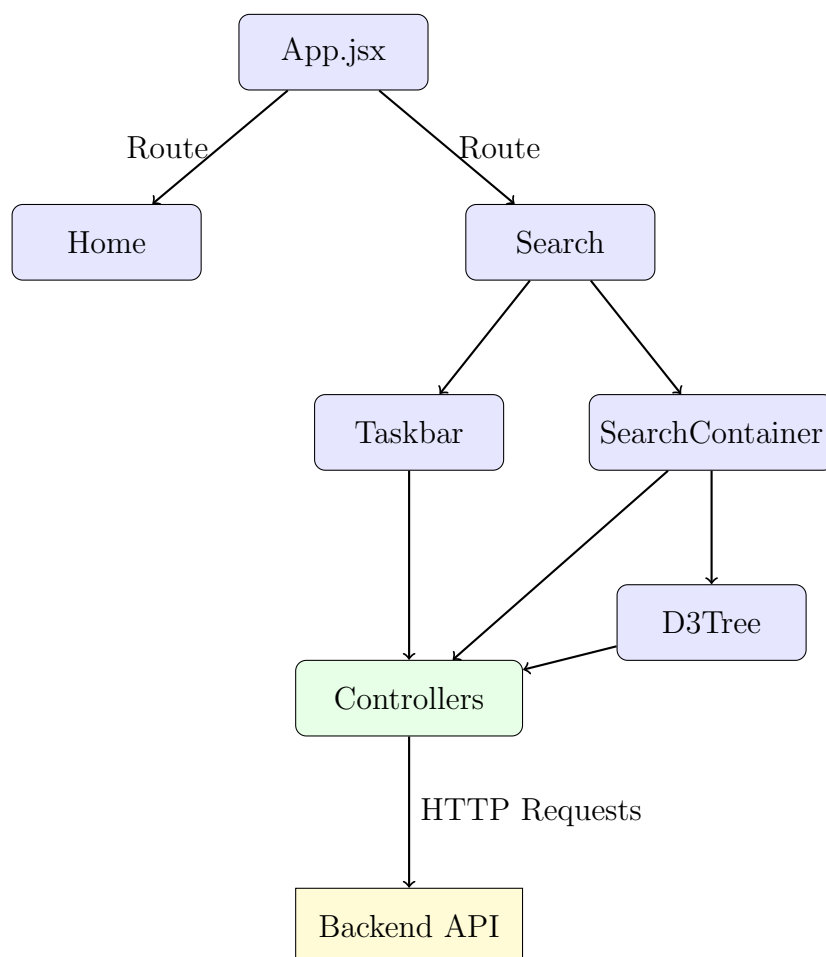 App.jsx
Route
Route
Home
Search
Taskbar
SearchContainer
D3Tree
Controllers
HTTP Requests
Backend API